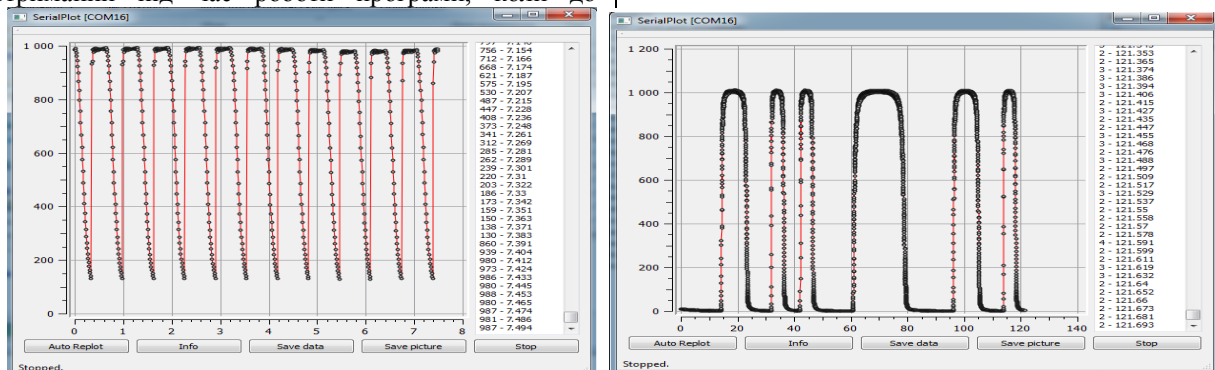 під час роботи програми, коли до
SerialPlot [COM16]
1 000
800
600
400
200
0
0 1 2 3 4 5 6 7 8
756 - 7.154
712 - 7.166
668 - 7.174
621 - 7.187
575 - 7.195
530 - 7.207
487 - 7.215
447 - 7.228
408 - 7.236
373 - 7.248
341 - 7.261
312 - 7.269
285 - 7.281
262 - 7.289
239 - 7.301
220 - 7.31
203 - 7.322
186 - 7.33
173 - 7.342
159 - 7.351
150 - 7.363
138 - 7.371
130 - 7.383
860 - 7.391
939 - 7.404
980 - 7.412
973 - 7.424
986 - 7.433
980 - 7.445
988 - 7.453
980 - 7.465
987 - 7.474
981 - 7.486
987 - 7.494
Auto Replot Info Save data Save picture Stop
Stopped.
SerialPlot [COM16]
1 200
1 000
800
600
400
200
0
0 20 40 60 80 100 120 140
2 - 121.353
2 - 121.365
3 - 121.374
3 - 121.386
3 - 121.394
3 - 121.406
2 - 121.415
3 - 121.427
2 - 121.435
2 - 121.447
3 - 121.455
3 - 121.468
2 - 121.476
3 - 121.488
2 - 121.497
2 - 121.509
2 - 121.517
3 - 121.529
2 - 121.537
2 - 121.55
2 - 121.558
2 - 121.57
2 - 121.578
4 - 121.591
2 - 121.599
2 - 121.611
3 - 121.619
3 - 121.632
2 - 121.64
2 - 121.652
2 - 121.66
2 - 121.673
2 - 121.681
2 - 121.693
Auto Replot Info Save data Save picture Stop
Stopped.